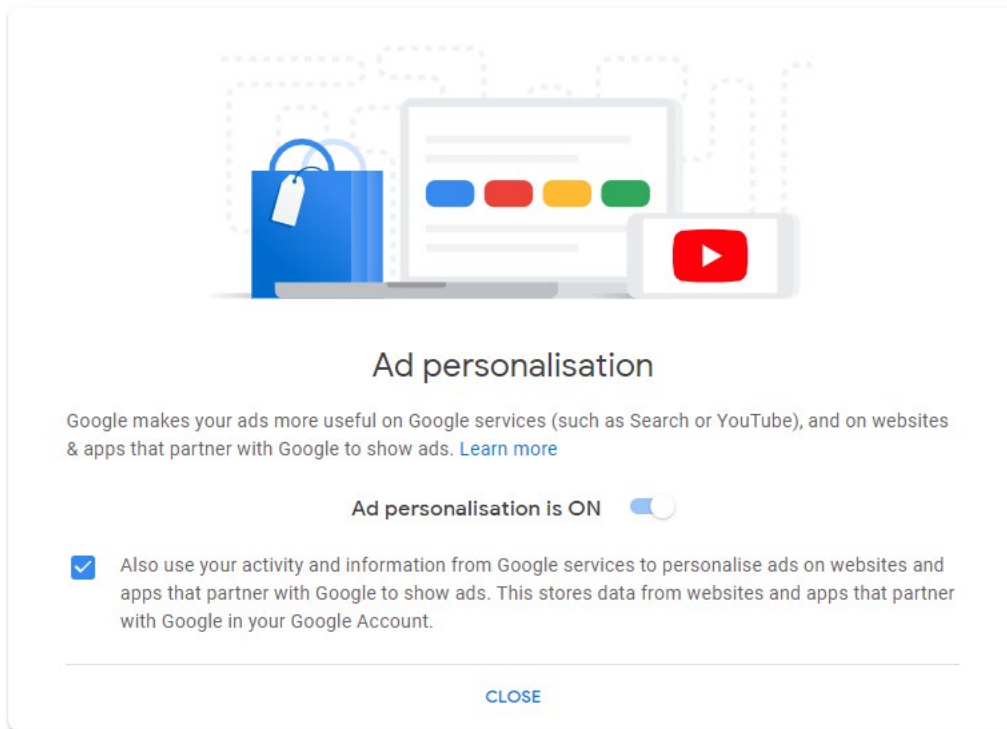 Ad personalisation
Google makes your ads more useful on Google services (such as Search or YouTube), and on websites
& apps that partner with Google to show ads. Learn more
Ad personalisation is ON
Also use your activity and information from Google services to personalise ads on websites and
apps that partner with Google to show ads. This stores data from websites and apps that partner
with Google in your Google Account.
CLOSE